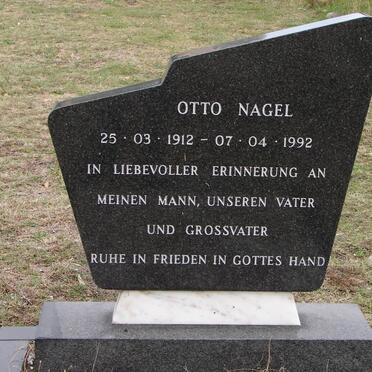 OTTO NAGEL
25 · 03 · 1912 – 07 · 04 · 1992
IN LIEBEVOLLER ERINNERUNG AN
MEINEN MANN, UNSEREN VATER
UND GROSSVATER
RUHE IN FRIEDEN IN GOTTES HAND